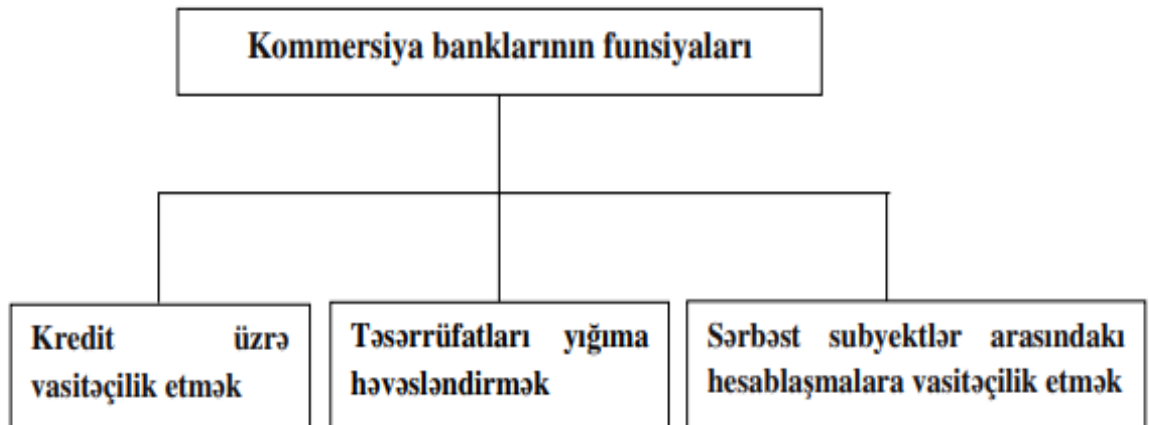 Kommersiya banklarının funsiyaları
Kredit üzrə
vasitəçilik etmək
Təsərrüfatları yığıma
həvəsləndirmək
Sərbəst subyektlər arasındakı
hesablaşmalara vasitəçilik etmək